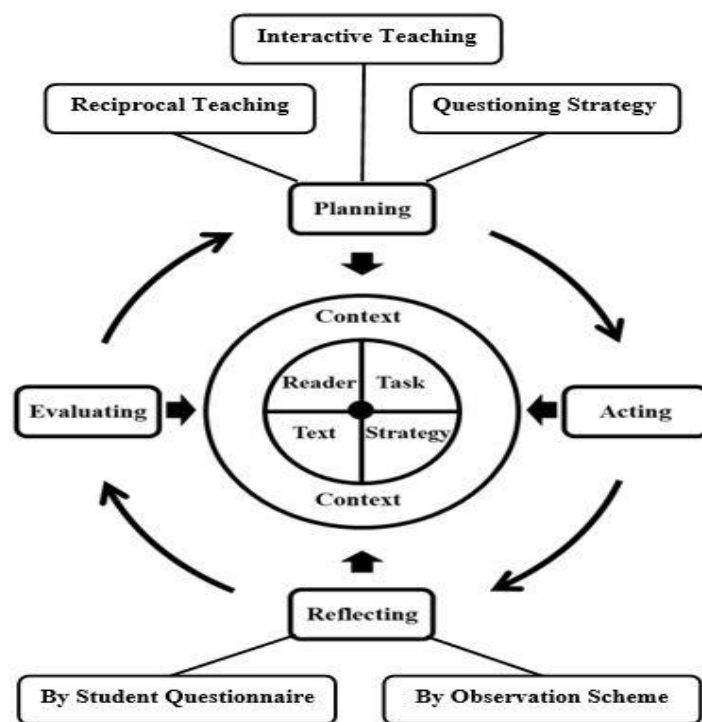 Interactive Teaching
Reciprocal Teaching
Questioning Strategy
Planning
Context
Reader
Task
Evaluating
Acting
Text
Strategy
Context
Reflecting
By Student Questionnaire
By Observation Scheme